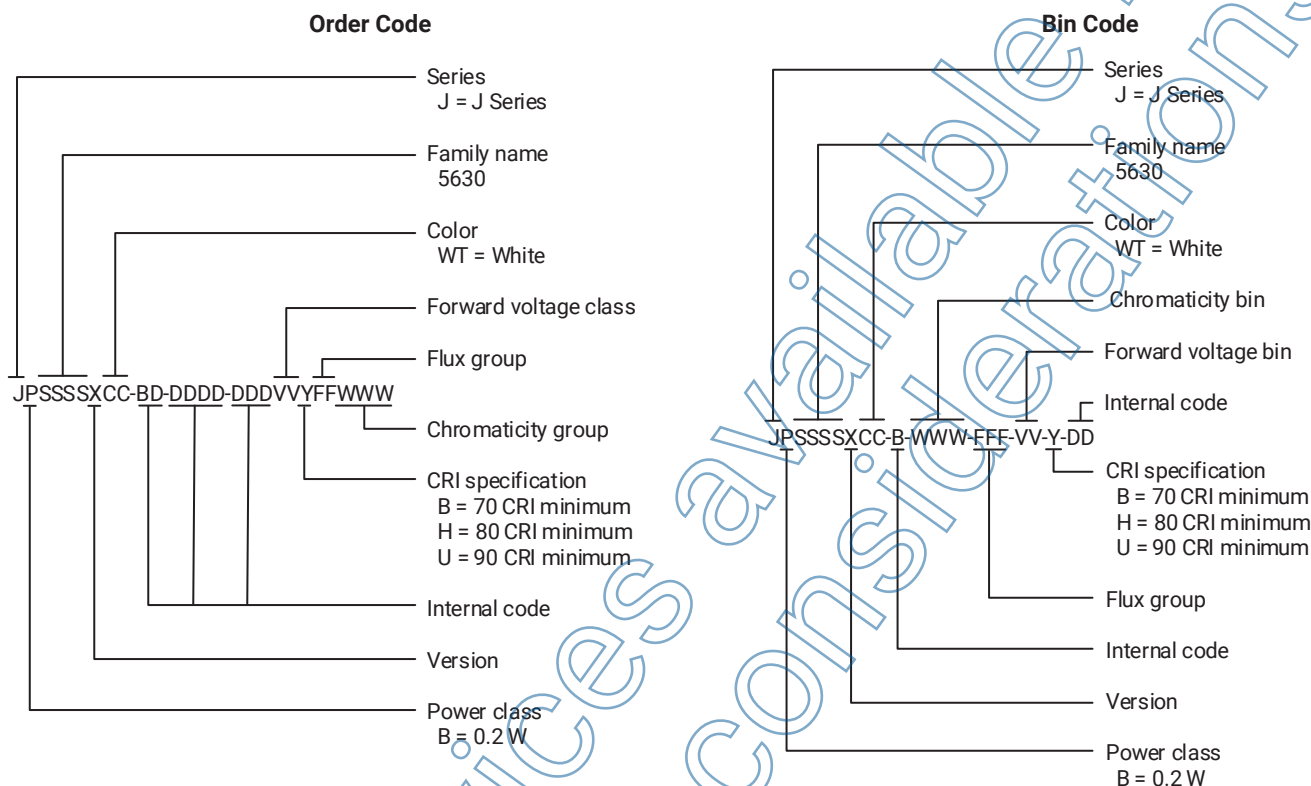 Order Code
Series
J = J Series
Family name
5630
Color
WT = White
Forward voltage class
Flux group
JPSSSSXCC-BD-DDDD-DDDVVYFFWWW
Chromaticity group
CRI specification
B = 70 CRI minimum
H = 80 CRI minimum
U = 90 CRI minimum
Internal code
Version
Power class
B = 0.2 W
Bin Code
Series
J = J Series
Family name
5630
Color
WT = White
Chromaticity bin
Forward voltage bin
Internal code
JPSSSSXCC-B-WWW-FFF-VV-Y-DD
CRI specification
B = 70 CRI minimum
H = 80 CRI minimum
U = 90 CRI minimum
Flux group
Internal code
Version
Power class
B = 0.2 W
available
considerations